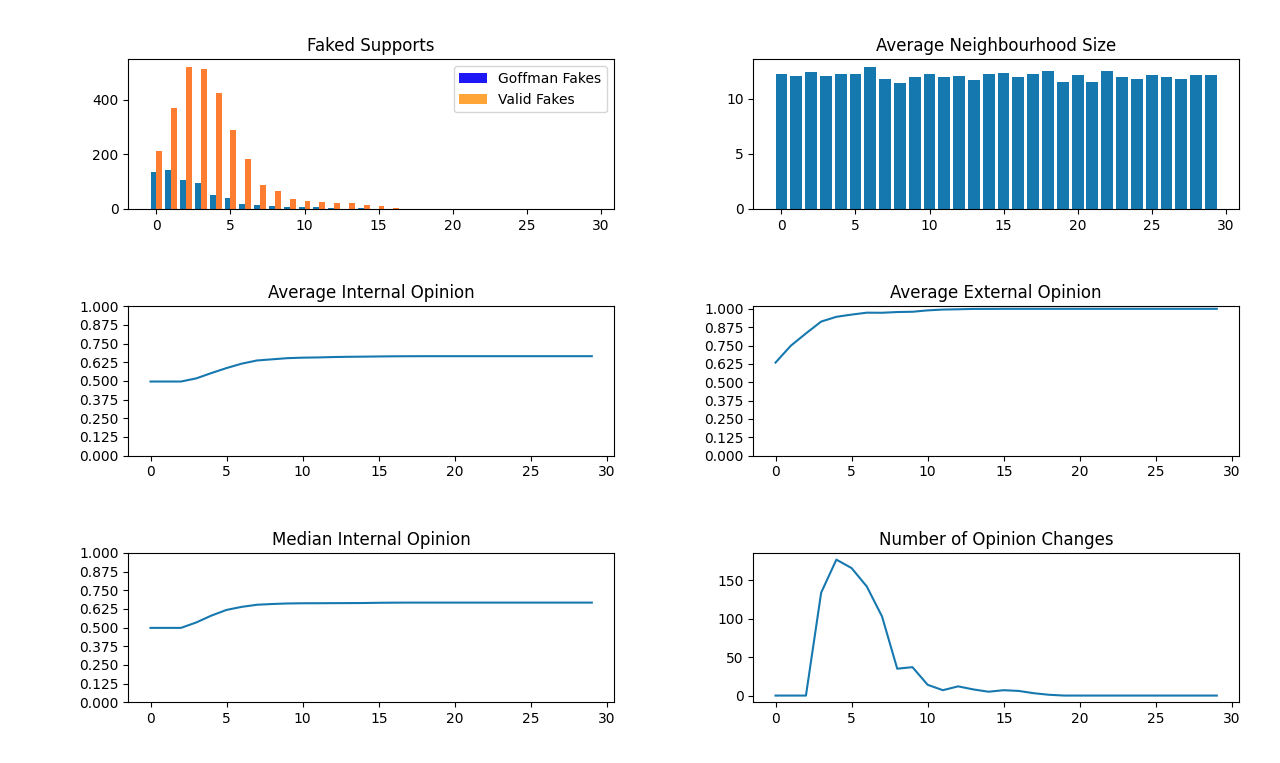 Faked Supports
Goffman Fakes
Valid Fakes
400
200
0
0 5 10 15 20 25 30
Average Neighbourhood Size
10
5
0
0 5 10 15 20 25 30
Average Internal Opinion
1.000
0.875
0.750
0.625
0.500
0.375
0.250
0.125
0.000
0 5 10 15 20 25 30
Average External Opinion
1.000
0.875
0.750
0.625
0.500
0.375
0.250
0.125
0.000
0 5 10 15 20 25 30
Median Internal Opinion
1.000
0.875
0.750
0.625
0.500
0.375
0.250
0.125
0.000
0 5 10 15 20 25 30
Number of Opinion Changes
150
100
50
0
0 5 10 15 20 25 30